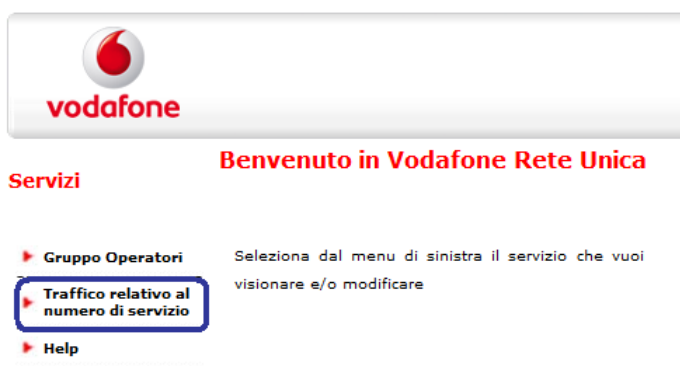 vodafone
Benvenuto in Vodafone Rete Unica
Servizi
Gruppo Operatori
Traffico relativo al
numero di servizio
Help
Seleziona dal menu di sinistra il servizio che vuoi
visionare e/o modificare